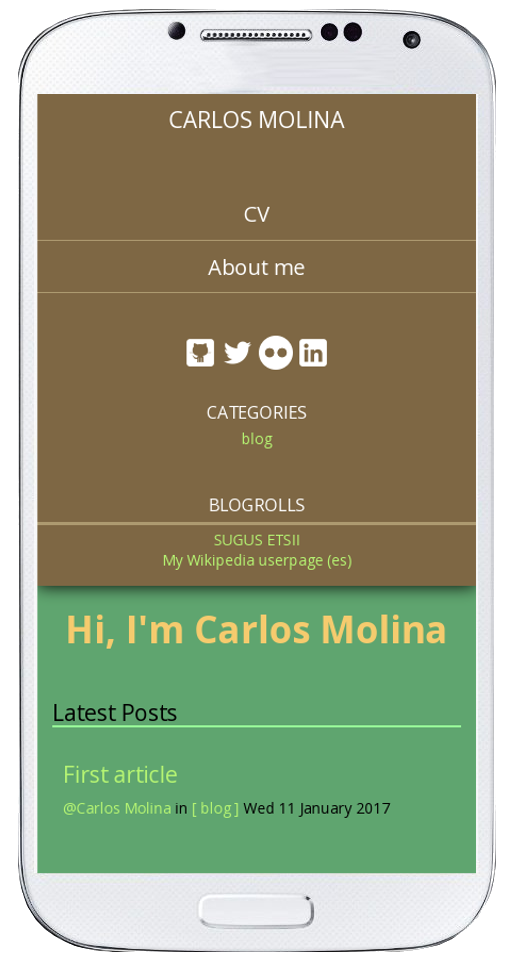 CARLOS MOLINA
CV
About me
in
CATEGORIES
blog
BLOGROLLS
SUGUS ETSII
My Wikipedia userpage (es)
Hi, I'm Carlos Molina
Latest Posts
First article
@Carlos Molina in [ blog ] Wed 11 January 2017